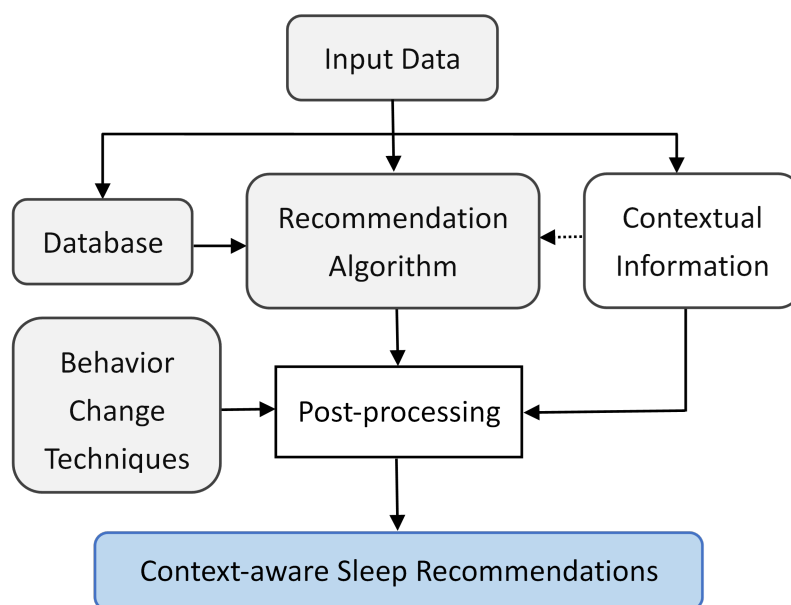 Input Data
Database
Recommendation
Algorithm
Contextual
Information
Behavior
Change
Techniques
Post-processing
Context-aware Sleep Recommendations